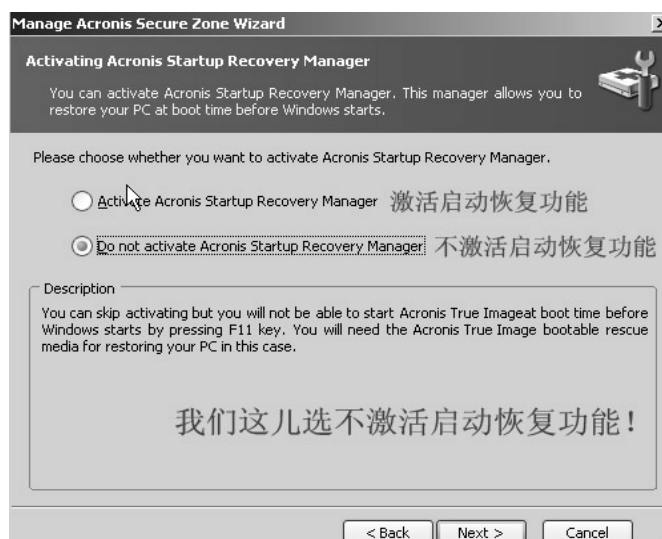 Manage Acronis Secure Zone Wizard
Activating Acronis Startup Recovery Manager
You can activate Acronis Startup Recovery Manager. This manager allows you to
restore your PC at boot time before Windows starts.
Please choose whether you want to activate Acronis Startup Recovery Manager.
Activate Acronis Startup Recovery Manager 激活启动恢复功能
Do not activate Acronis Startup Recovery Manager 不激活启动恢复功能
Description
You can skip activating but you will not be able to start Acronis True Imageat boot time before
Windows starts by pressing F11 key. You will need the Acronis True Image bootable rescue
media for restoring your PC in this case.
我们这儿选不激活启动恢复功能!
< Back Next > Cancel